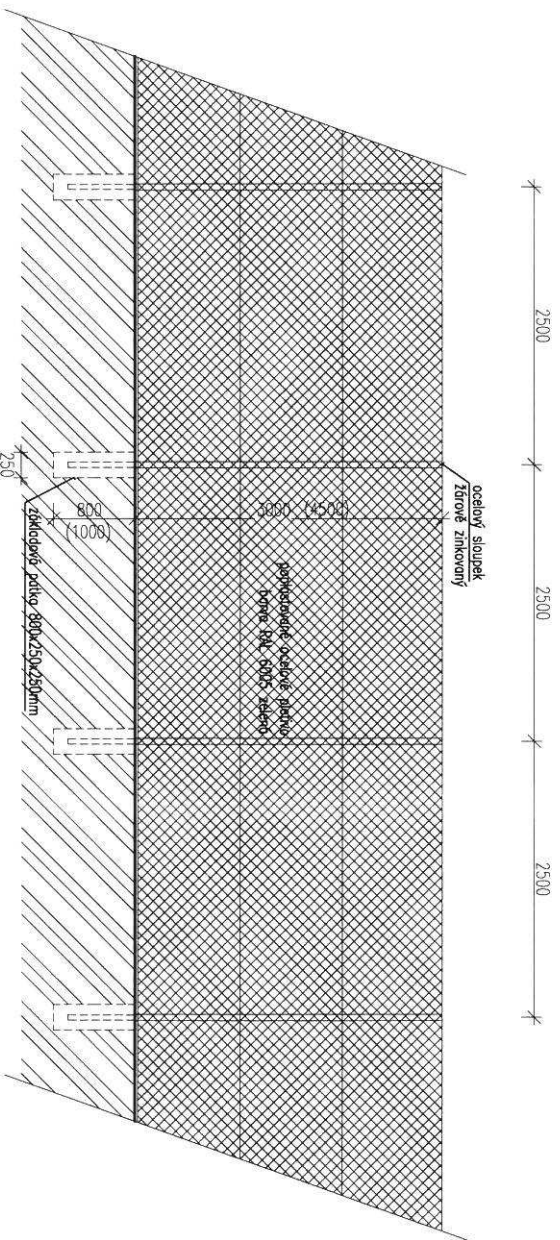 2500
2500
2500
ocelový sloupek
žárově zinkovaný
3000 (4500)
poplastované ocelové pletivo
barva RAL 6005 zelená
800
(1000)
základová patka 800x250x250mm
250